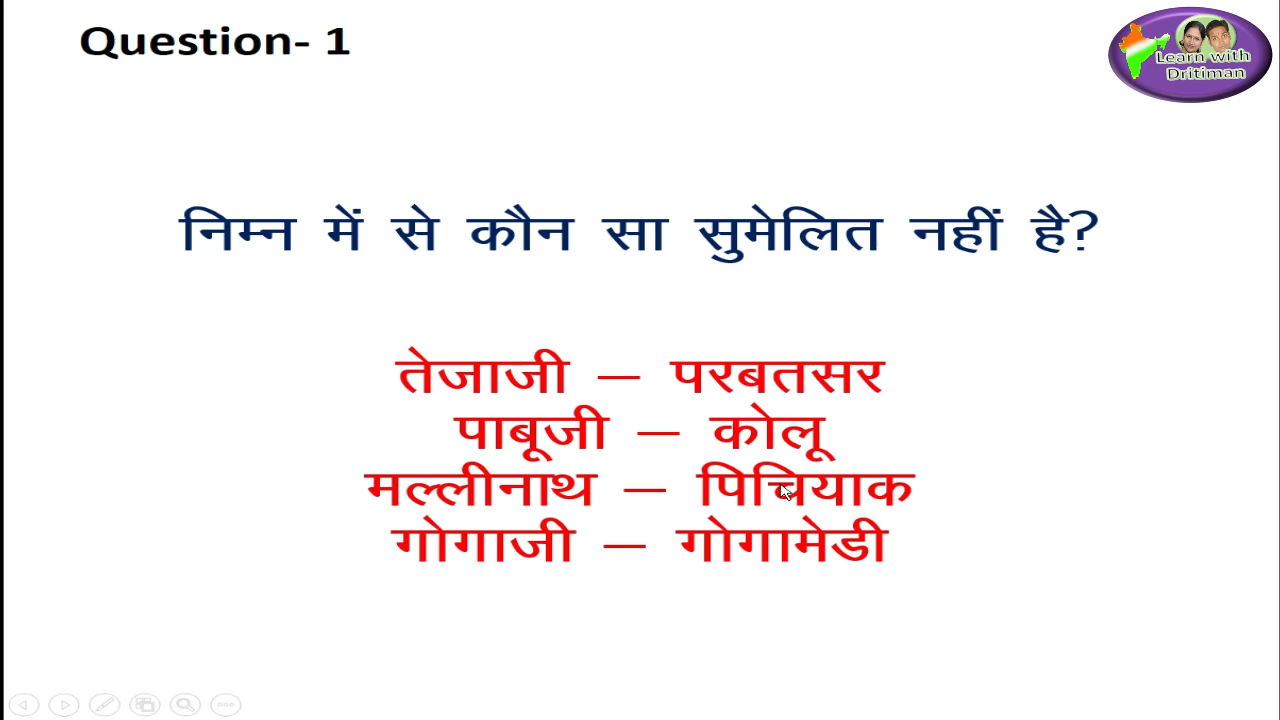 Question- 1
Learn with
Dritiman
निम्न में से कौन सा सुमेलित नहीं है?
तेजाजी – परबतसर
पाबूजी – कोलू
मल्लीनाथ – पिचियाक
गोगाजी – गोगामेडी